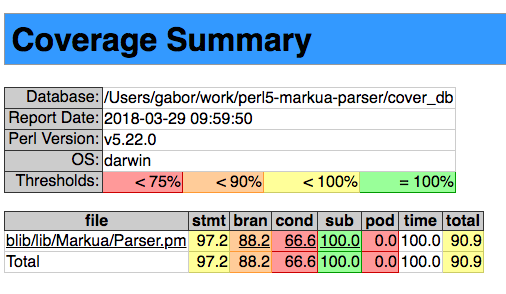 Coverage Summary
Database: /Users/gabor/work/perl5-markua-parser/cover_db
Report Date: 2018-03-29 09:59:50
Perl Version: v5.22.0
OS: darwin
Thresholds: < 75% < 90% < 100% = 100%
file stmt bran cond sub pod time total
blib/lib/Markua/Parser.pm 97.2 88.2 66.6 100.0 0.0 100.0 90.9
Total 97.2 88.2 66.6 100.0 0.0 100.0 90.9